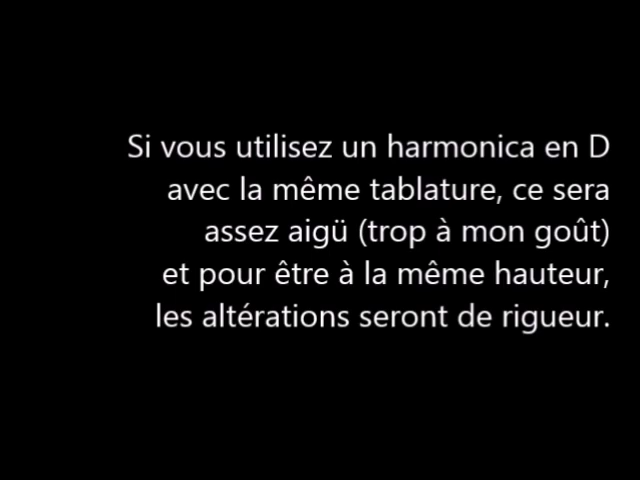 Si vous utilisez un harmonica en D
avec la même tablature, ce sera
assez aigü (trop à mon goût)
et pour être à la même hauteur,
les altérations seront de rigueur.